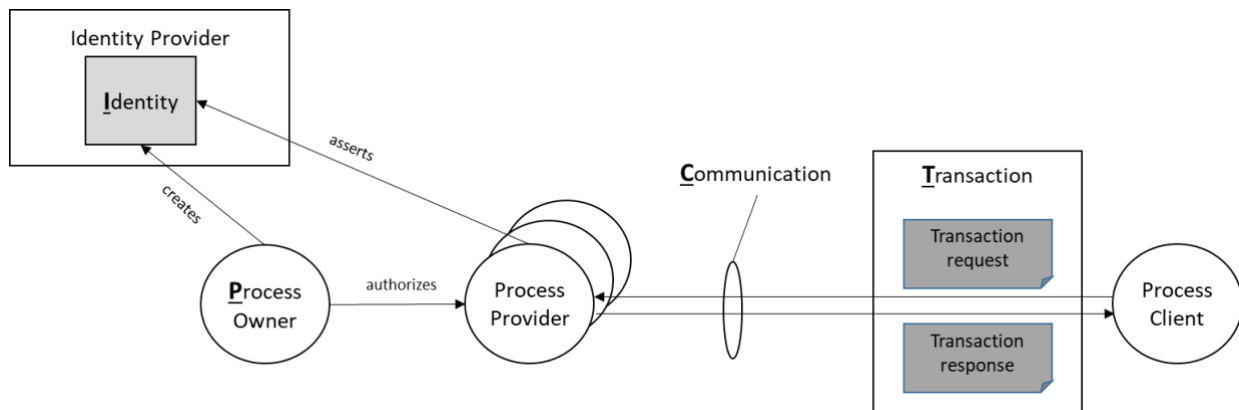 Identity Provider
Identity
asserts
creates
Process
Owner
authorizes
Process
Provider
Communication
Transaction
Transaction
request
Transaction
response
Process
Client